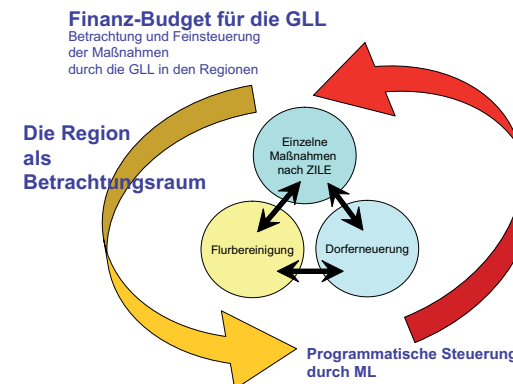 Finanz-Budget für die GLL
Betrachtung und Feinsteuerung
der Maßnahmen
durch die GLL in den Regionen
Die Region
als
Betrachtungsraum
Einzelne
Maßnahmen
nach ZILE
Flurbereinigung
Dorferneuerung
Programmatische Steuerung
durch ML